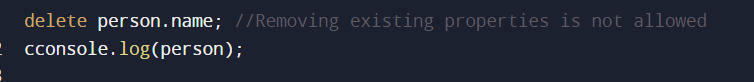 delete person.name; //Removing existing properties is not allowed
cconsole.log(person);